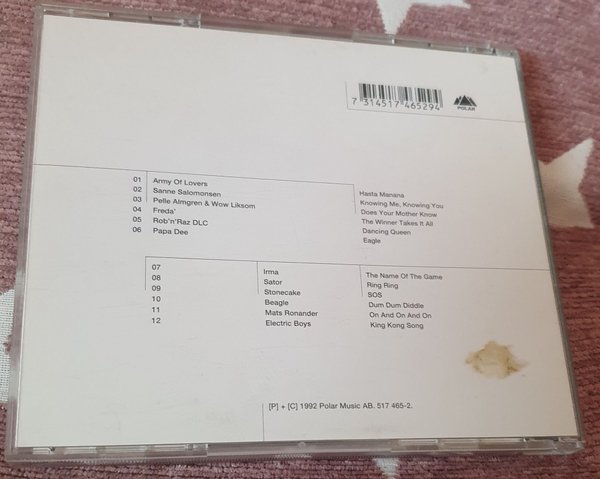 7 314517 465294
POLAR
01 Army Of Lovers Hasta Manana
02 Sanne Salomonsen Knowing Me, Knowing You
03 Pelle Almgren & Wow Liksom Does Your Mother Know
04 Freda' The Winner Takes It All
05 Rob'n'Raz DLC Dancing Queen
06 Papa Dee Eagle
07 Irma The Name Of The Game
08 Sator Ring Ring
09 Stonecake SOS
10 Beagle Dum Dum Diddle
11 Mats Ronander On And On And On
12 Electric Boys King Kong Song
[P] + [C] 1992 Polar Music AB. 517 465-2.